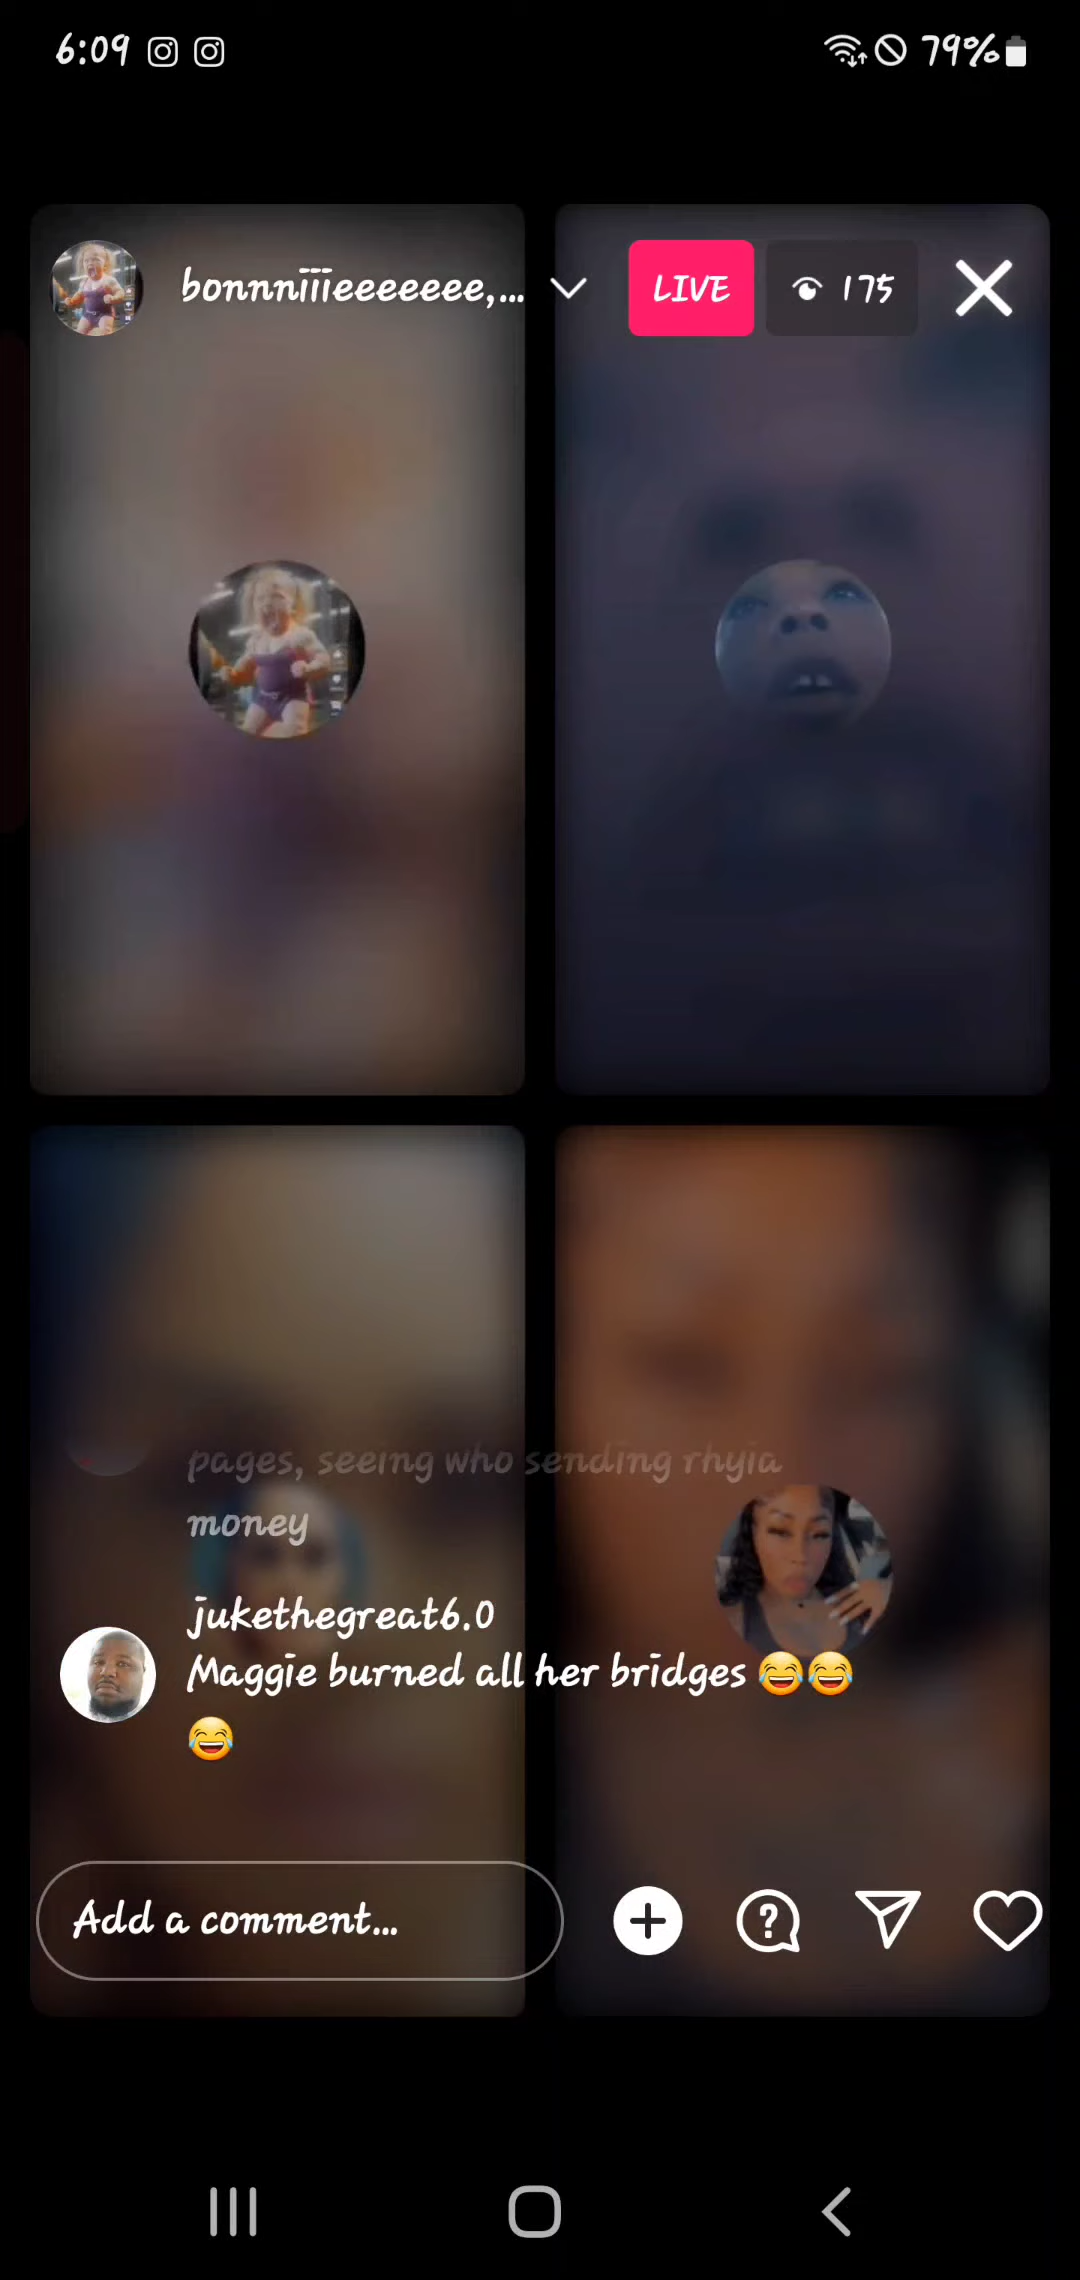 6:09 79%
bonnnïïïeeeeeee,... LIVE 175
pages, seeing who sending rhyia
money
jukethegreat6.0
Maggie burned all her bridges 😂😂
😂
Add a comment...